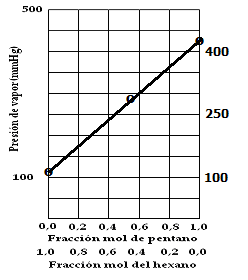 500
Presión de vapor(mmHg)
400
250
100
100
0,0 0,2 0,4 0,6 0,8 1.0
Fracción mol de pentano
1.0 0,8 0,6 0,4 0,2 0.0
Fracción mol del hexano